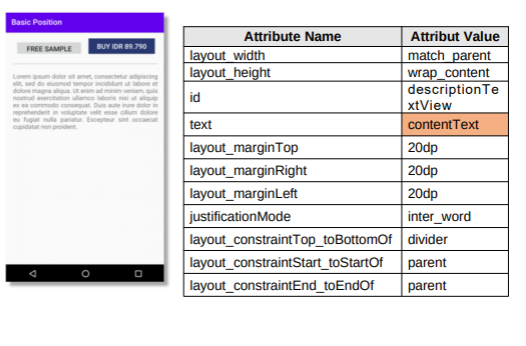 Basic Position
FREE SAMPLE
BUY IDR 89.790
Lorem ipsum dolor sit amet, consectetur adipiscing
elit, sed do eiusmod tempor incididunt ut labore et
dolore magna aliqua. Ut enim ad minim veniam, quis
nostrud exercitation ullamco laboris nisi ut aliquip
ex ea commodo consequat. Duis aute irure dolor in
reprehenderit in voluptate velit esse cillum dolore
eu fugiat nulla pariatur. Excepteur sint occaecat
cupidatat non proident.
Attribute Name Attribut Value
layout_width match_parent
layout_height wrap_content
id descriptionTe
xtView
text contentText
layout_marginTop 20dp
layout_marginRight 20dp
layout_marginLeft 20dp
justificationMode inter_word
layout_constraintTop_toBottomOf divider
layout_constraintStart_toStartOf parent
layout_constraintEnd_toEndOf parent